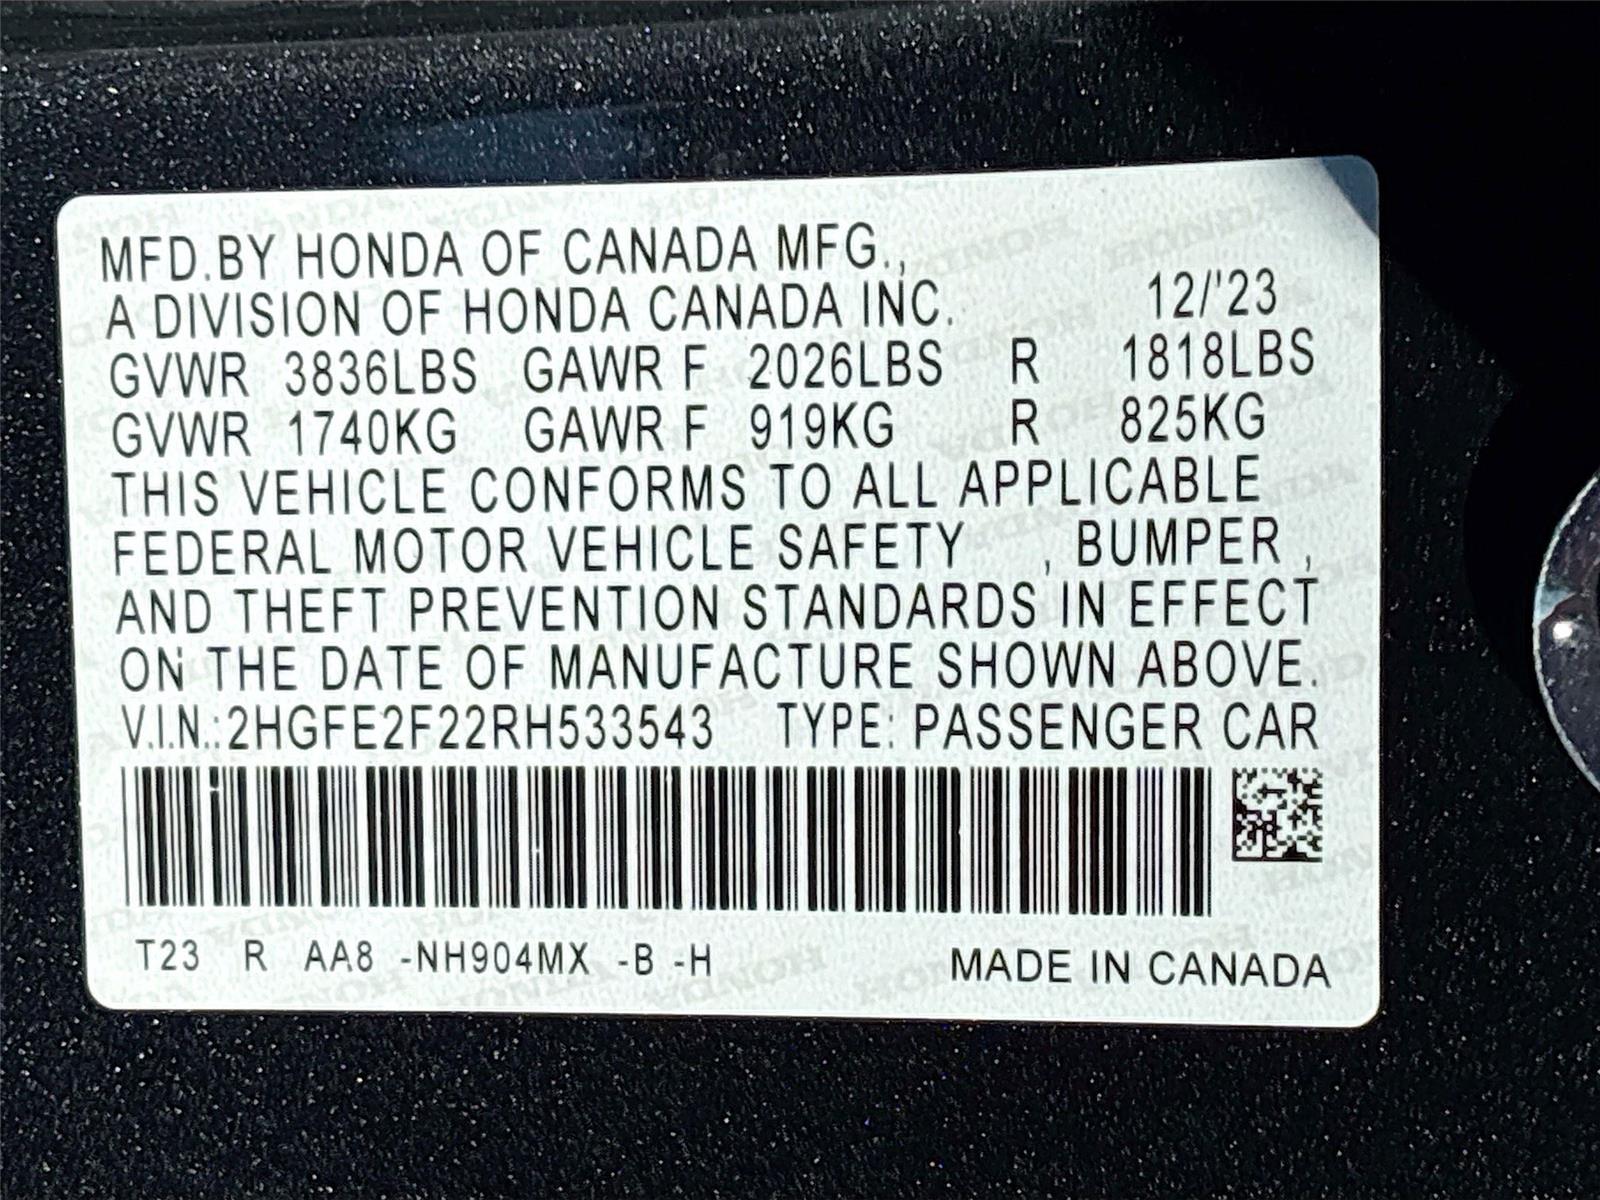 MFD.BY HONDA OF CANADA MFG.,
A DIVISION OF HONDA CANADA INC. 12/'23
GVWR 3836LBS GAWR F 2026LBS R 1818LBS
GVWR 1740KG GAWR F 919KG R 825KG
THIS VEHICLE CONFORMS TO ALL APPLICABLE
FEDERAL MOTOR VEHICLE SAFETY , BUMPER ,
AND THEFT PREVENTION STANDARDS IN EFFECT
ON THE DATE OF MANUFACTURE SHOWN ABOVE.
V.I.N.:2HGFE2F22RH533543 TYPE: PASSENGER CAR
T23 R AA8 -NH904MX -B -H MADE IN CANADA